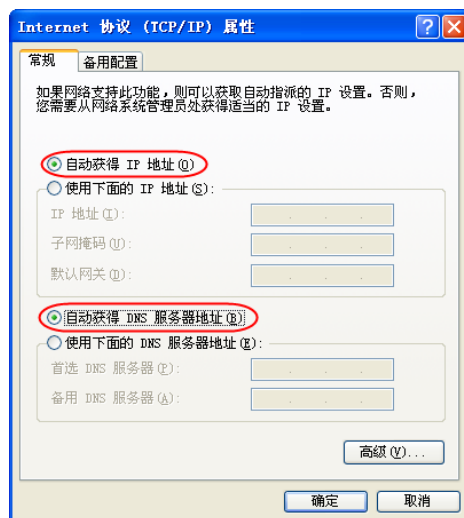 Internet 协议 (TCP/IP) 属性
常规 备用配置
如果网络支持此功能，则可以获取自动指派的 IP 设置。否则，
您需要从网络系统管理员处获得适当的 IP 设置。
自动获得 IP 地址(O)
使用下面的 IP 地址(S):
IP 地址(I):
子网掩码(U):
默认网关(D):
自动获得 DNS 服务器地址(B)
使用下面的 DNS 服务器地址(E):
首选 DNS 服务器(P):
备用 DNS 服务器(A):
高级(V)...
确定 取消